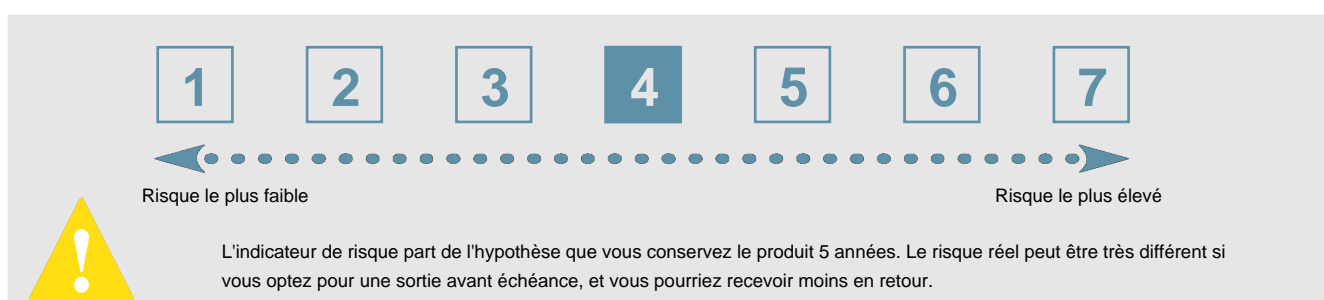 1 2 3 4 5 6 7
Risque le plus faible Risque le plus élevé
!
L'indicateur de risque part de l'hypothèse que vous conservez le produit 5 années. Le risque réel peut être très différent si
vous optez pour une sortie avant échéance, et vous pourriez recevoir moins en retour.